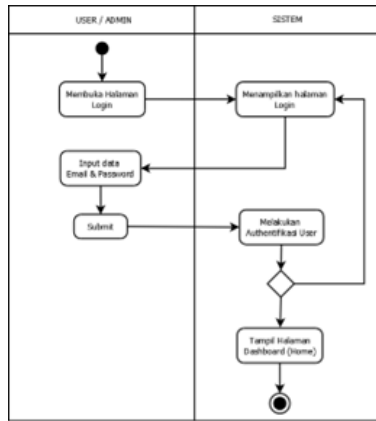 USER / ADMIN
SISTEM
Membuka Halaman
Login
Menampilkan halaman
Login
Input data
Email & Password
Submit
Melakukan
Authentifikasi User
Tampil Halaman
Dashboard (Home)